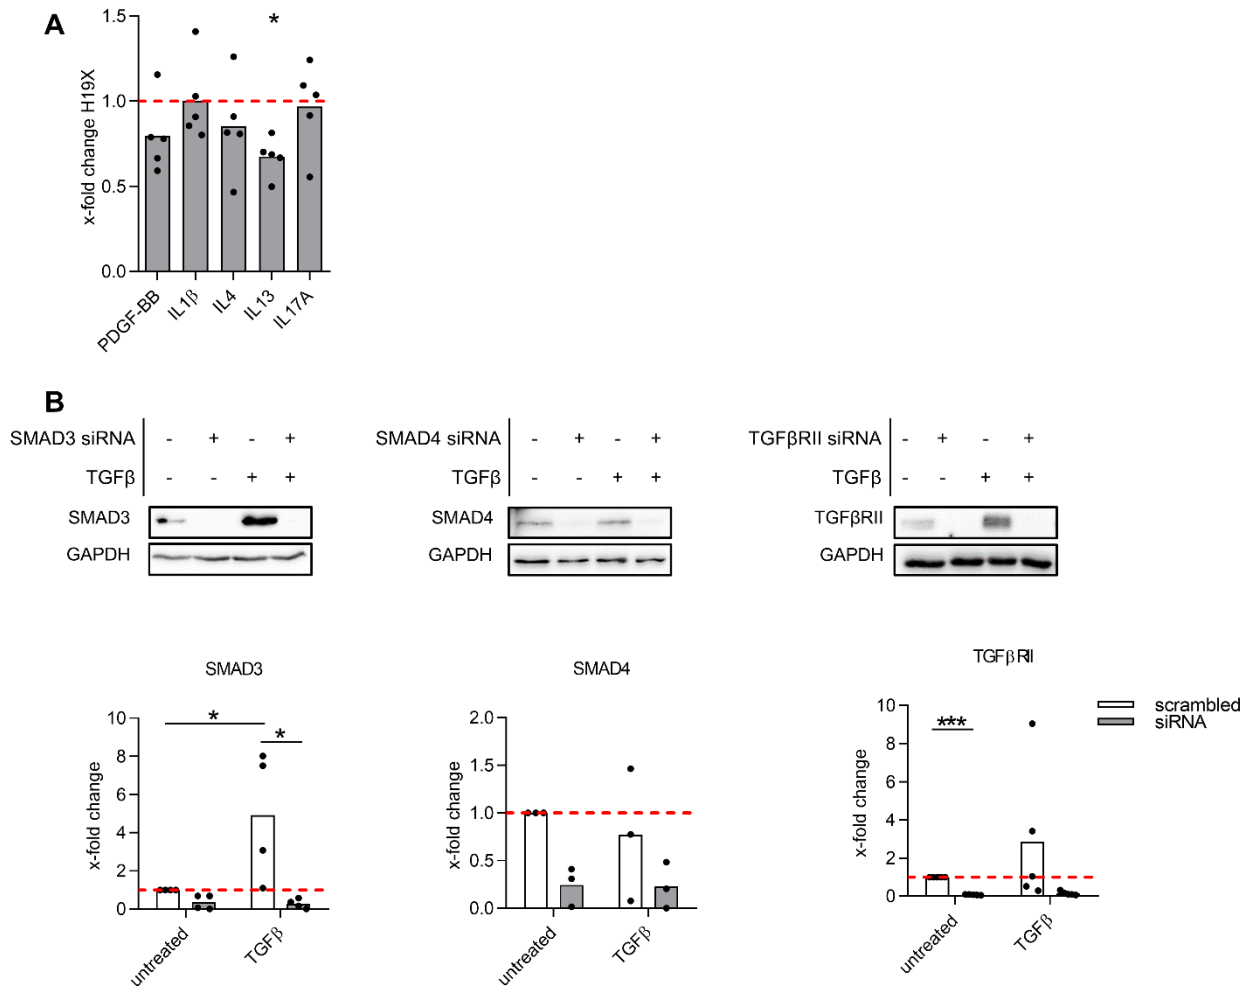 A
x-fold change H19X
1.5
*
1.0
0.5
0.0
PDGF-BB
IL1β
IL4
IL13
IL17A
B
SMAD3 siRNA - + - +
TGFβ - - + +
SMAD3
GAPDH
SMAD4 siRNA - + - +
TGFβ - - + +
SMAD4
GAPDH
TGFβRII siRNA - + - +
TGFβ - - + +
TGFβRII
GAPDH
SMAD3
x-fold change
10
8
6
4
2
0
* *
untreated
TGFβ
SMAD4
x-fold change
2.0
1.5
1.0
0.5
0.0
untreated
TGFβ
TGFβRII
x-fold change
10
8
6
4
2
0
***
untreated
TGFβ
scrambled
siRNA